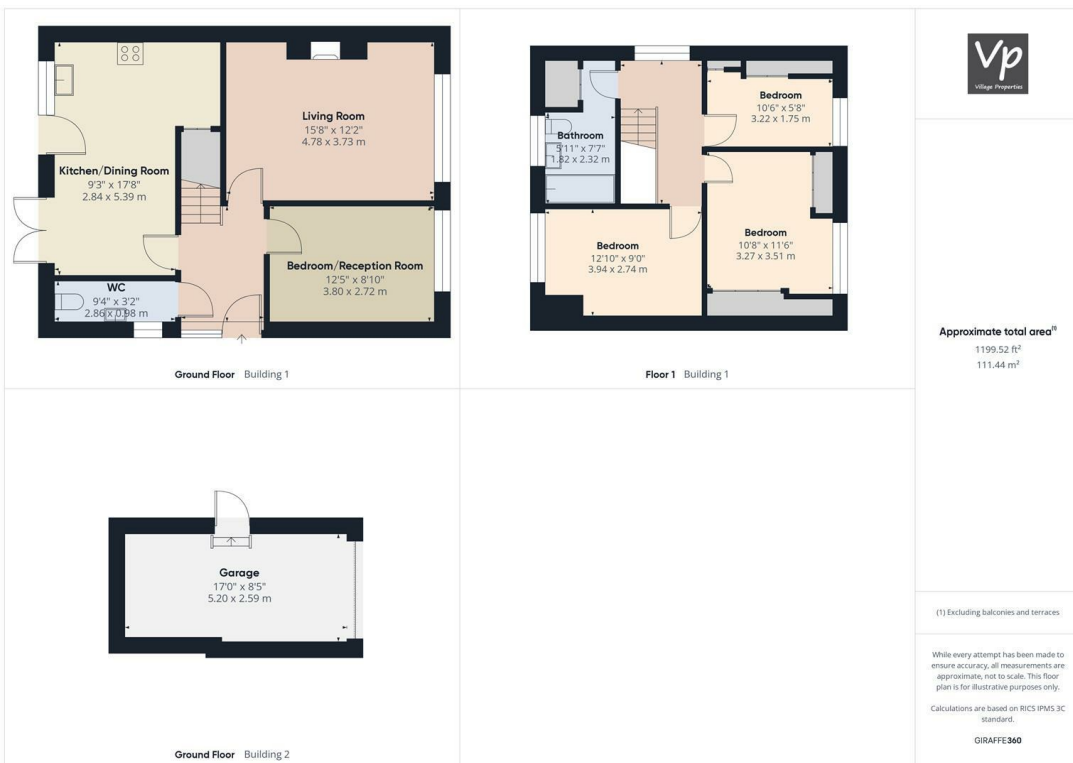 Kitchen/Dining Room
9'3" x 17'8"
2.84 x 5.39 m
Living Room
15'8" x 12'2"
4.78 x 3.73 m
Bedroom/Reception Room
12'5" x 8'10"
3.80 x 2.72 m
WC
9'4" x 3'2"
2.86 x 0.98 m
Ground Floor Building 1
Bathroom
5'11" x 7'7"
1.82 x 2.32 m
Bedroom
10'6" x 5'8"
3.22 x 1.75 m
Bedroom
10'8" x 11'6"
3.27 x 3.51 m
Bedroom
12'10" x 9'0"
3.94 x 2.74 m
Floor 1 Building 1
Garage
17'0" x 8'5"
5.20 x 2.59 m
Ground Floor Building 2
Vp
Village Properties
Approximate total area⁽¹⁾
1199.52 ft²
111.44 m²
(1) Excluding balconies and terraces
While every attempt has been made to
ensure accuracy, all measurements are
approximate, not to scale. This floor
plan is for illustrative purposes only.
Calculations are based on RICS IPMS 3C
standard.
GIRAFFE360